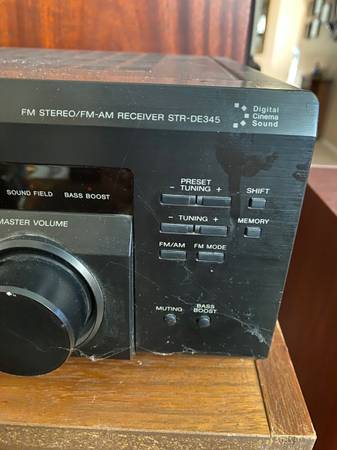 FM STEREO/FM-AM RECEIVER STR-DE345
Digital
Cinema
Sound
PRESET
- TUNING +
SHIFT
SOUND FIELD BASS BOOST
- TUNING +
MEMORY
MASTER VOLUME
FM/AM FM MODE
MUTING
BASS
BOOST